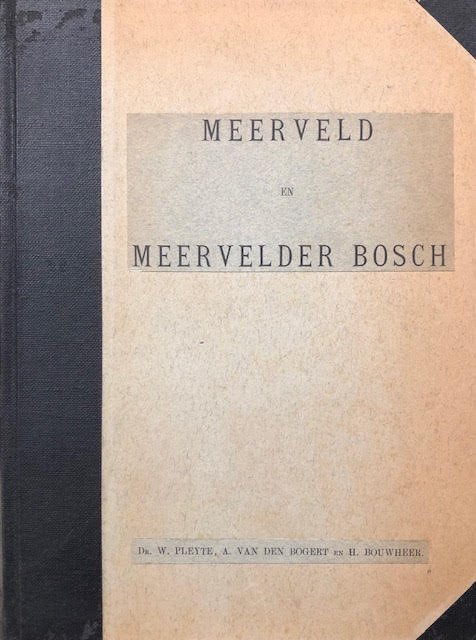 MEERVELD
EN
MEERVELDER BOSCH
Dr. W. PLEYTE, A. VAN DEN BOGERT EN H. BOUWHEER.